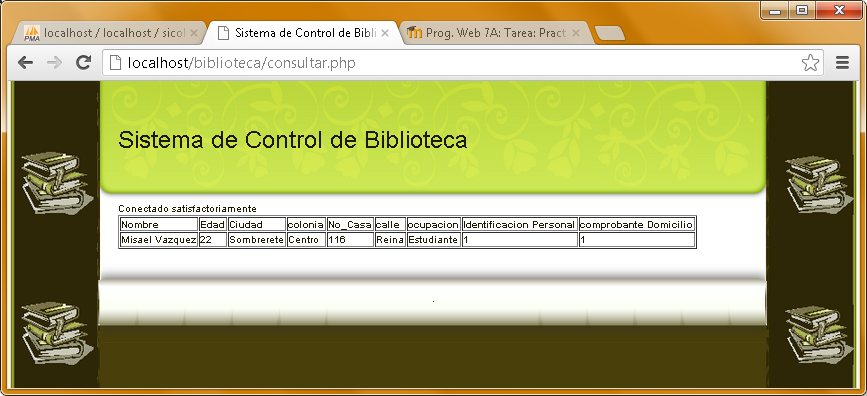 localhost / localhost / sicol
Sistema de Control de Bibli
Prog. Web 7A: Tarea: Pract
localhost/biblioteca/consultar.php
Sistema de Control de Biblioteca
Conectado satisfactoriamente
Nombre Edad Ciudad colonia No_Casa calle ocupacion Identificacion Personal comprobante Domicilio
Misael Vazquez 22 Sombrerete Centro 116 Reina Estudiante 1 1
.